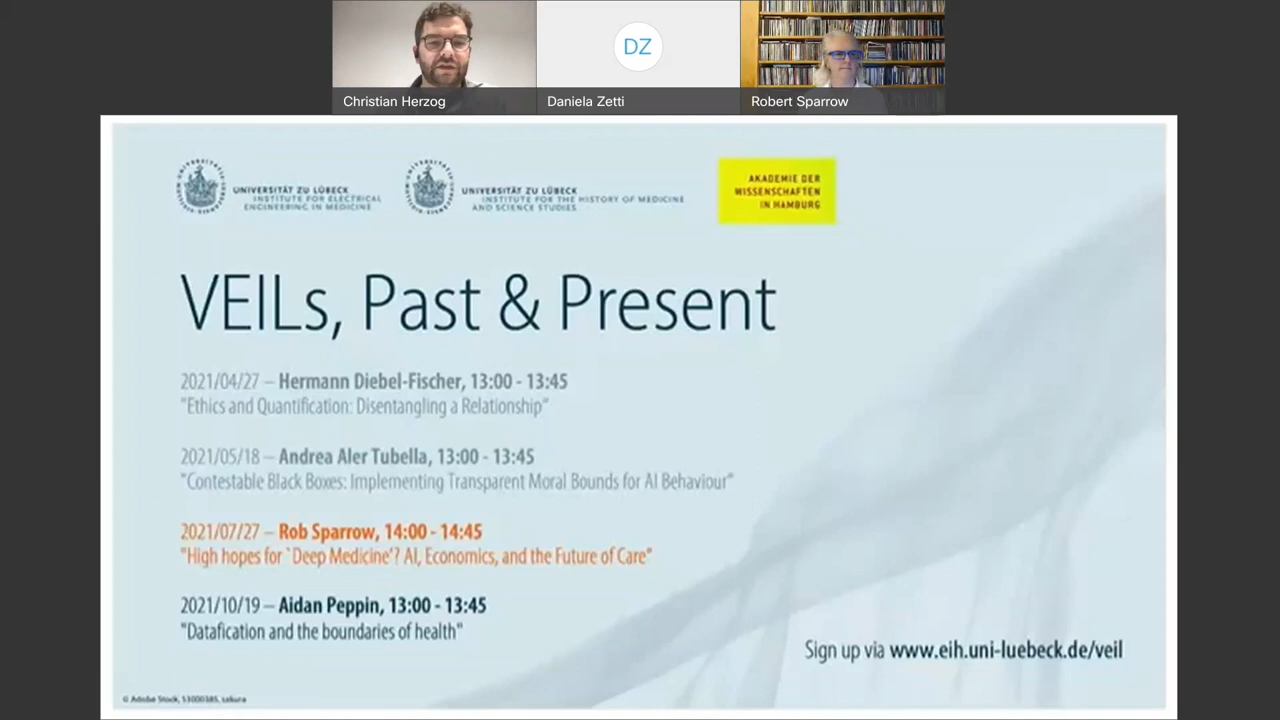 DZ
Christian Herzog
Daniela Zetti
Robert Sparrow
UNIVERSITÄT ZU LÜBECK
INSTITUTE FOR ELECTRICAL
ENGINEERING IN MEDICINE
UNIVERSITÄT ZU LÜBECK
INSTITUTE FOR THE HISTORY OF MEDICINE
AND SCIENCE STUDIES
AKADEMIE DER
WISSENSCHAFTEN
IN HAMBURG
VEILs, Past & Present
2021/04/27 – Hermann Diebel-Fischer, 13:00 - 13:45
"Ethics and Quantification: Disentangling a Relationship"
2021/05/18 – Andrea Aler Tubella, 13:00 - 13:45
"Contestable Black Boxes: Implementing Transparent Moral Bounds for AI Behaviour"
2021/07/27 – Rob Sparrow, 14:00 - 14:45
"High hopes for `Deep Medicine'? AI, Economics, and the Future of Care"
2021/10/19 – Aidan Peppin, 13:00 - 13:45
"Datafication and the boundaries of health"
Sign up via www.eih.uni-luebeck.de/veil
© Adobe Stock, 53000385, sakura